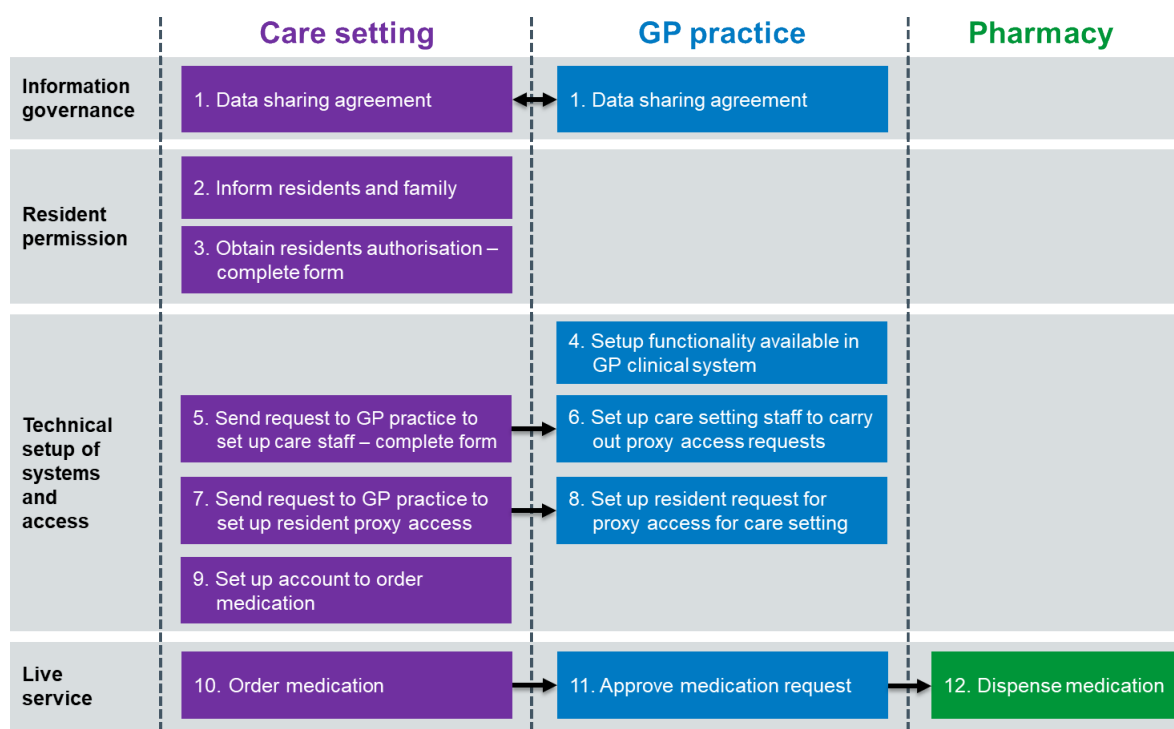 Care setting
GP practice
Pharmacy
Information
governance
1. Data sharing agreement
1. Data sharing agreement
Resident
permission
2. Inform residents and family
3. Obtain residents authorisation –
complete form
Technical
setup of
systems
and
access
4. Setup functionality available in
GP clinical system
5. Send request to GP practice to
set up care staff – complete form
6. Set up care setting staff to carry
out proxy access requests
7. Send request to GP practice to
set up resident proxy access
8. Set up resident request for
proxy access for care setting
9. Set up account to order
medication
Live
service
10. Order medication
11. Approve medication request
12. Dispense medication